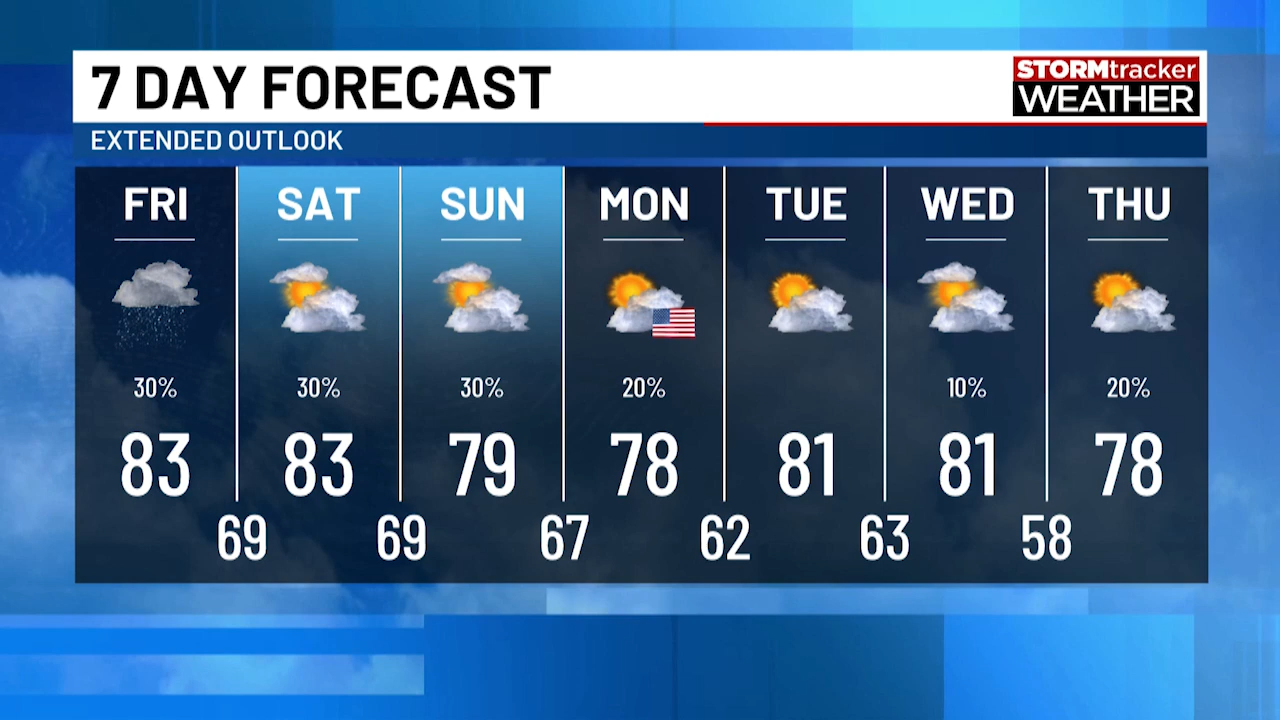 7 DAY FORECAST
STORMtracker
WEATHER
EXTENDED OUTLOOK
FRI SAT SUN MON TUE WED THU
30% 30% 30% 20% 10% 20%
83 83 79 78 81 81 78
69 69 67 62 63 58